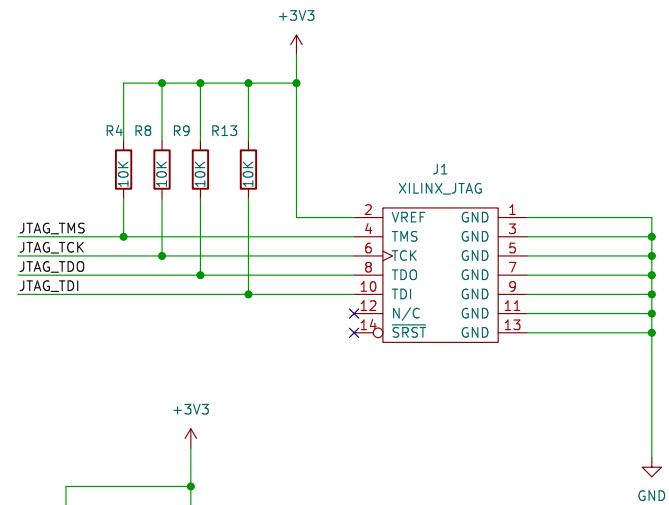 +3V3
R4 R8 R9 R13
10K 10K 10K 10K
J1
XILINX_JTAG
JTAG_TMS
JTAG_TCK
JTAG_TDO
JTAG_TDI
2 VREF GND 1
4 TMS GND 3
6 TCK GND 5
8 TDO GND 7
10 TDI GND 9
12 N/C GND 11
14 SRST GND 13
+3V3
GND